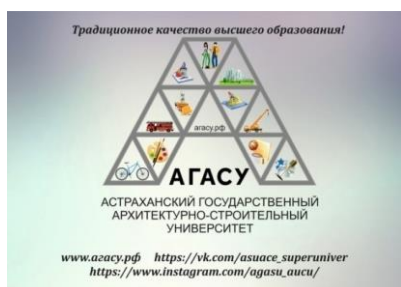 Традиционное качество высшего образования!
агасу.рф
АГАСУ
АСТРАХАНСКИЙ ГОСУДАРСТВЕННЫЙ
АРХИТЕКТУРНО-СТРОИТЕЛЬНЫЙ
УНИВЕРСИТЕТ
www.агасу.рф https://vk.com/asuace_superuniver
https://www.instagram.com/agasu_aucu/